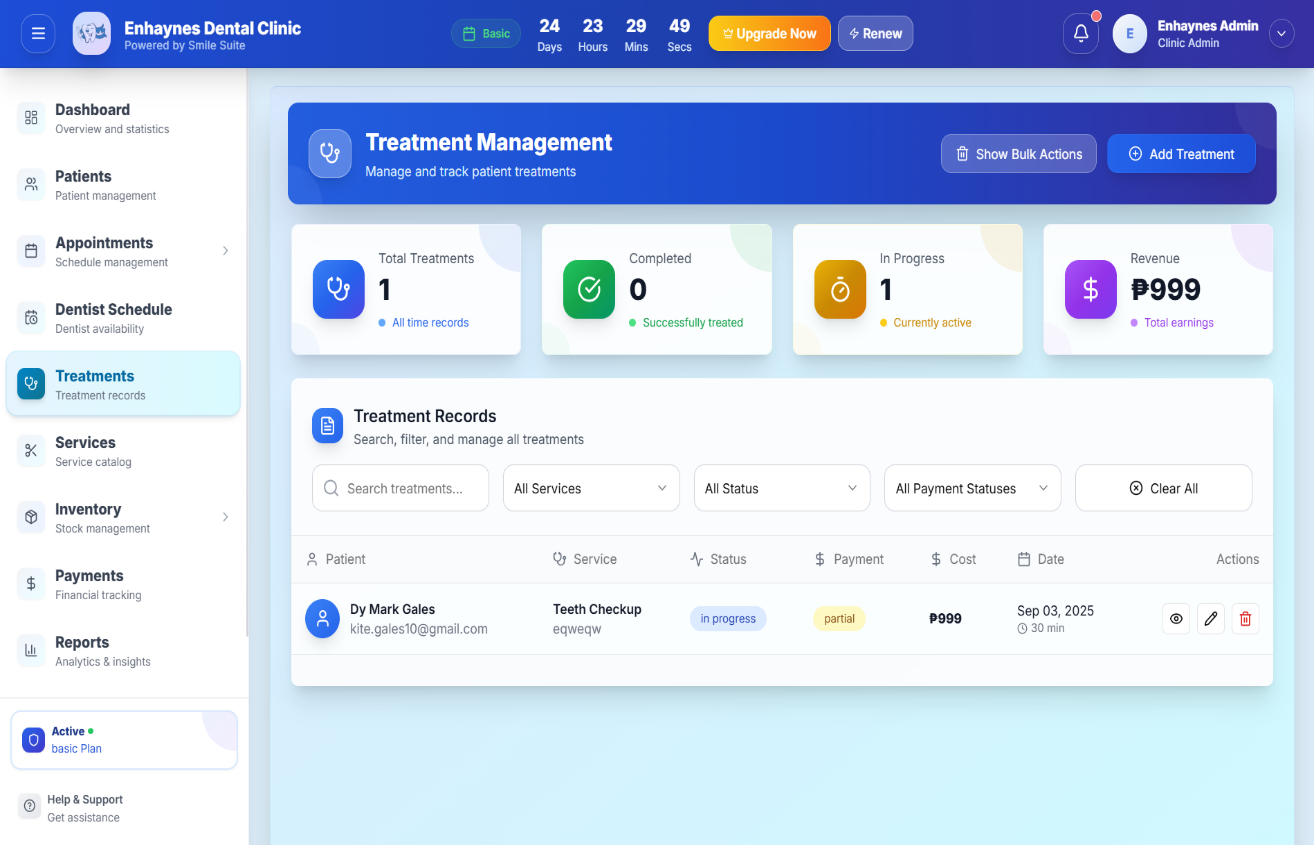 Enhaynes Dental Clinic
Powered by Smile Suite
Basic
24 23 29 49
Days Hours Mins Secs
Upgrade Now
Renew
E
Enhaynes Admin
Clinic Admin
Dashboard
Overview and statistics
Patients
Patient management
Appointments
Schedule management
Dentist Schedule
Dentist availability
Treatments
Treatment records
Services
Service catalog
Inventory
Stock management
Payments
Financial tracking
Reports
Analytics & insights
Active
basic Plan
Help & Support
Get assistance
Treatment Management
Manage and track patient treatments
Show Bulk Actions
Add Treatment
Total Treatments
1
All time records
Completed
0
Successfully treated
In Progress
1
Currently active
Revenue
₱999
Total earnings
Treatment Records
Search, filter, and manage all treatments
Search treatments...
All Services
All Status
All Payment Statuses
Clear All
Patient Service Status Payment Cost Date Actions
Dy Mark Gales
kite.gales10@gmail.com
Teeth Checkup
eqweqw
in progress
partial
₱999
Sep 03, 2025
30 min